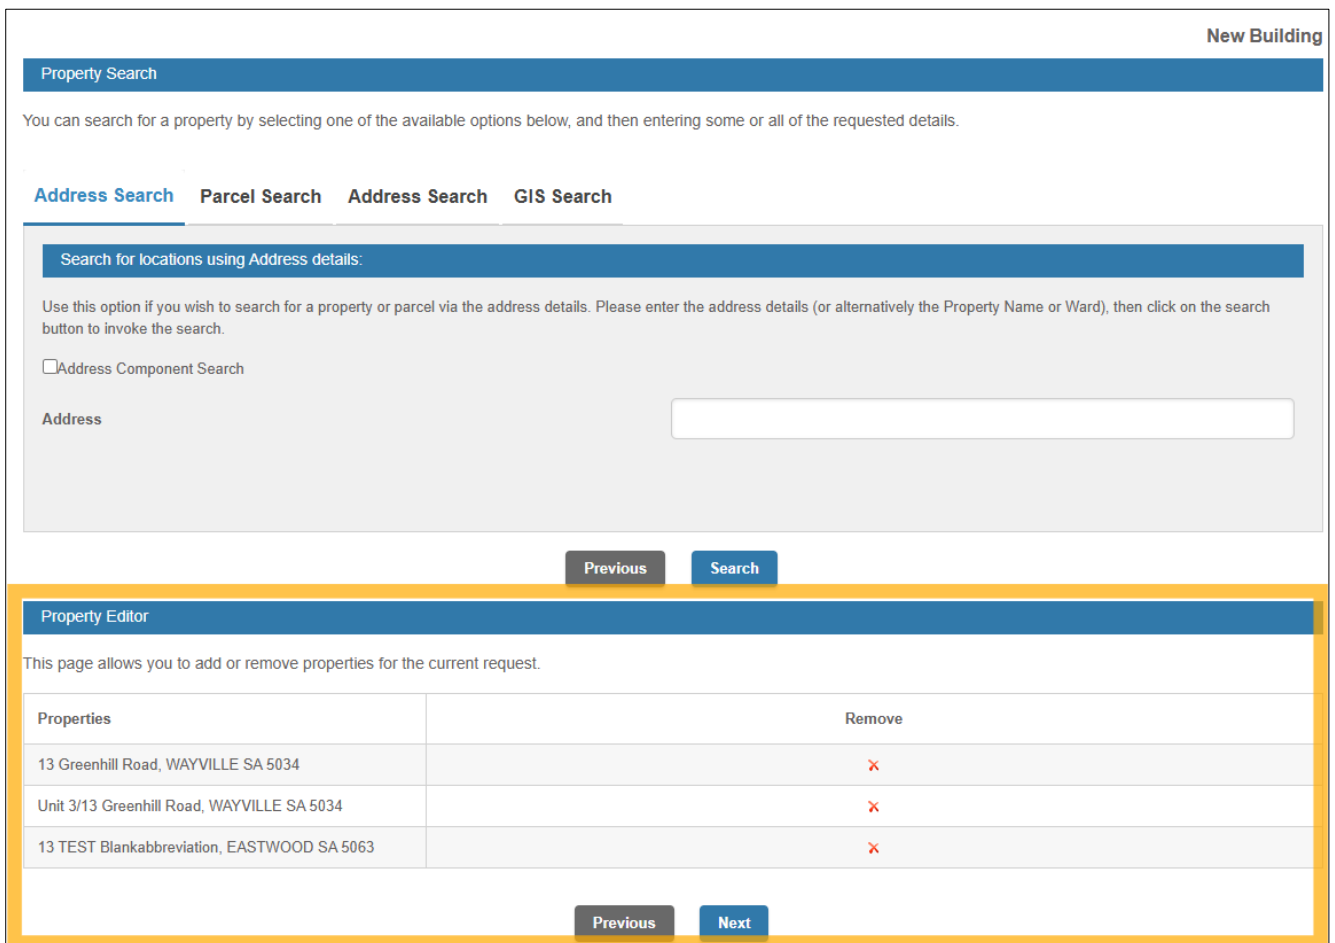 New Building
Property Search
You can search for a property by selecting one of the available options below, and then entering some or all of the requested details.
Address Search Parcel Search Address Search GIS Search
Search for locations using Address details:
Use this option if you wish to search for a property or parcel via the address details. Please enter the address details (or alternatively the Property Name or Ward), then click on the search
button to invoke the search.
Address Component Search
Address
Previous Search
Property Editor
This page allows you to add or remove properties for the current request.
Properties Remove
13 Greenhill Road, WAYVILLE SA 5034
Unit 3/13 Greenhill Road, WAYVILLE SA 5034
13 TEST Blankabbreviation, EASTWOOD SA 5063
Previous Next